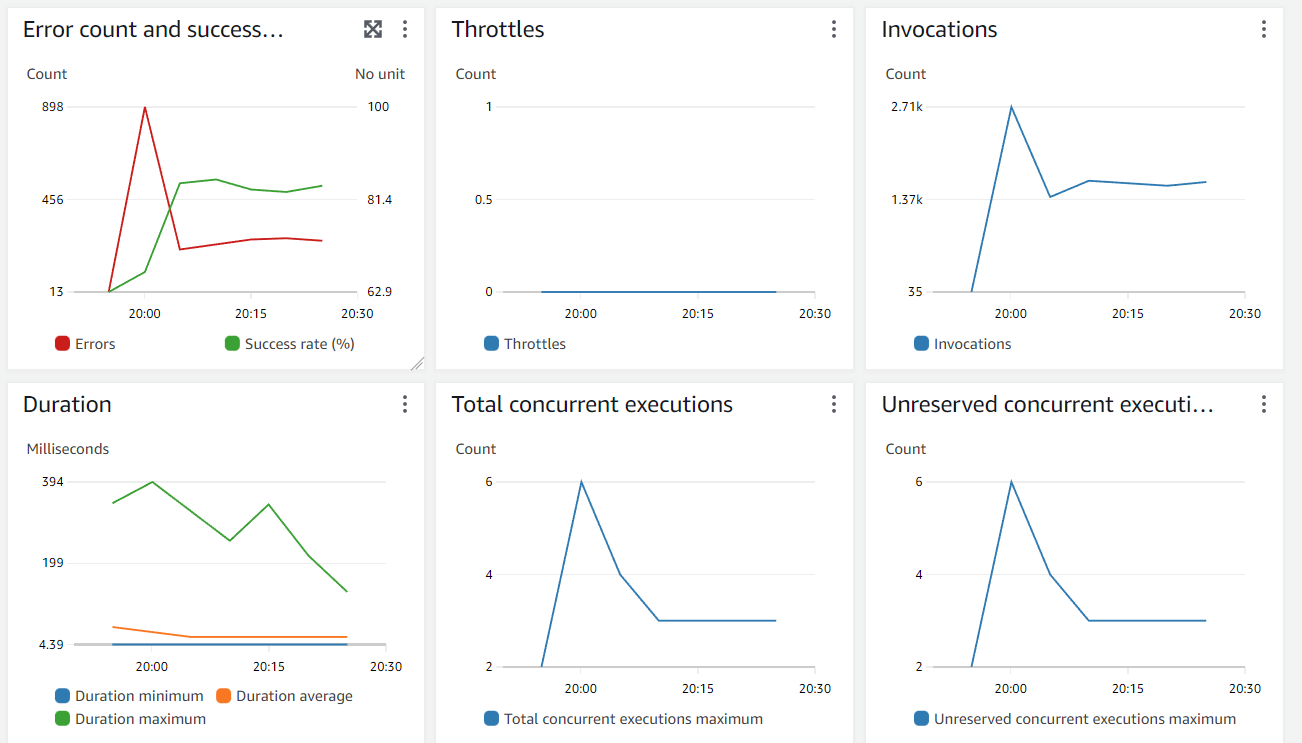 Error count and success...
Count
No unit
898
100
456
81.4
13
62.9
20:00
20:15
20:30
Errors
Success rate (%)
Throttles
Count
1
0.5
0
20:00
20:15
20:30
Throttles
Invocations
Count
2.71k
1.37k
35
20:00
20:15
20:30
Invocations
Duration
Milliseconds
394
199
4.59
20:00
20:15
20:30
Duration minimum
Duration average
Duration maximum
Total concurrent executions
Count
6
4
2
20:00
20:15
20:30
Total concurrent executions maximum
Unreserved concurrent executi...
Count
6
4
2
20:00
20:15
20:30
Unreserved concurrent executions maximum